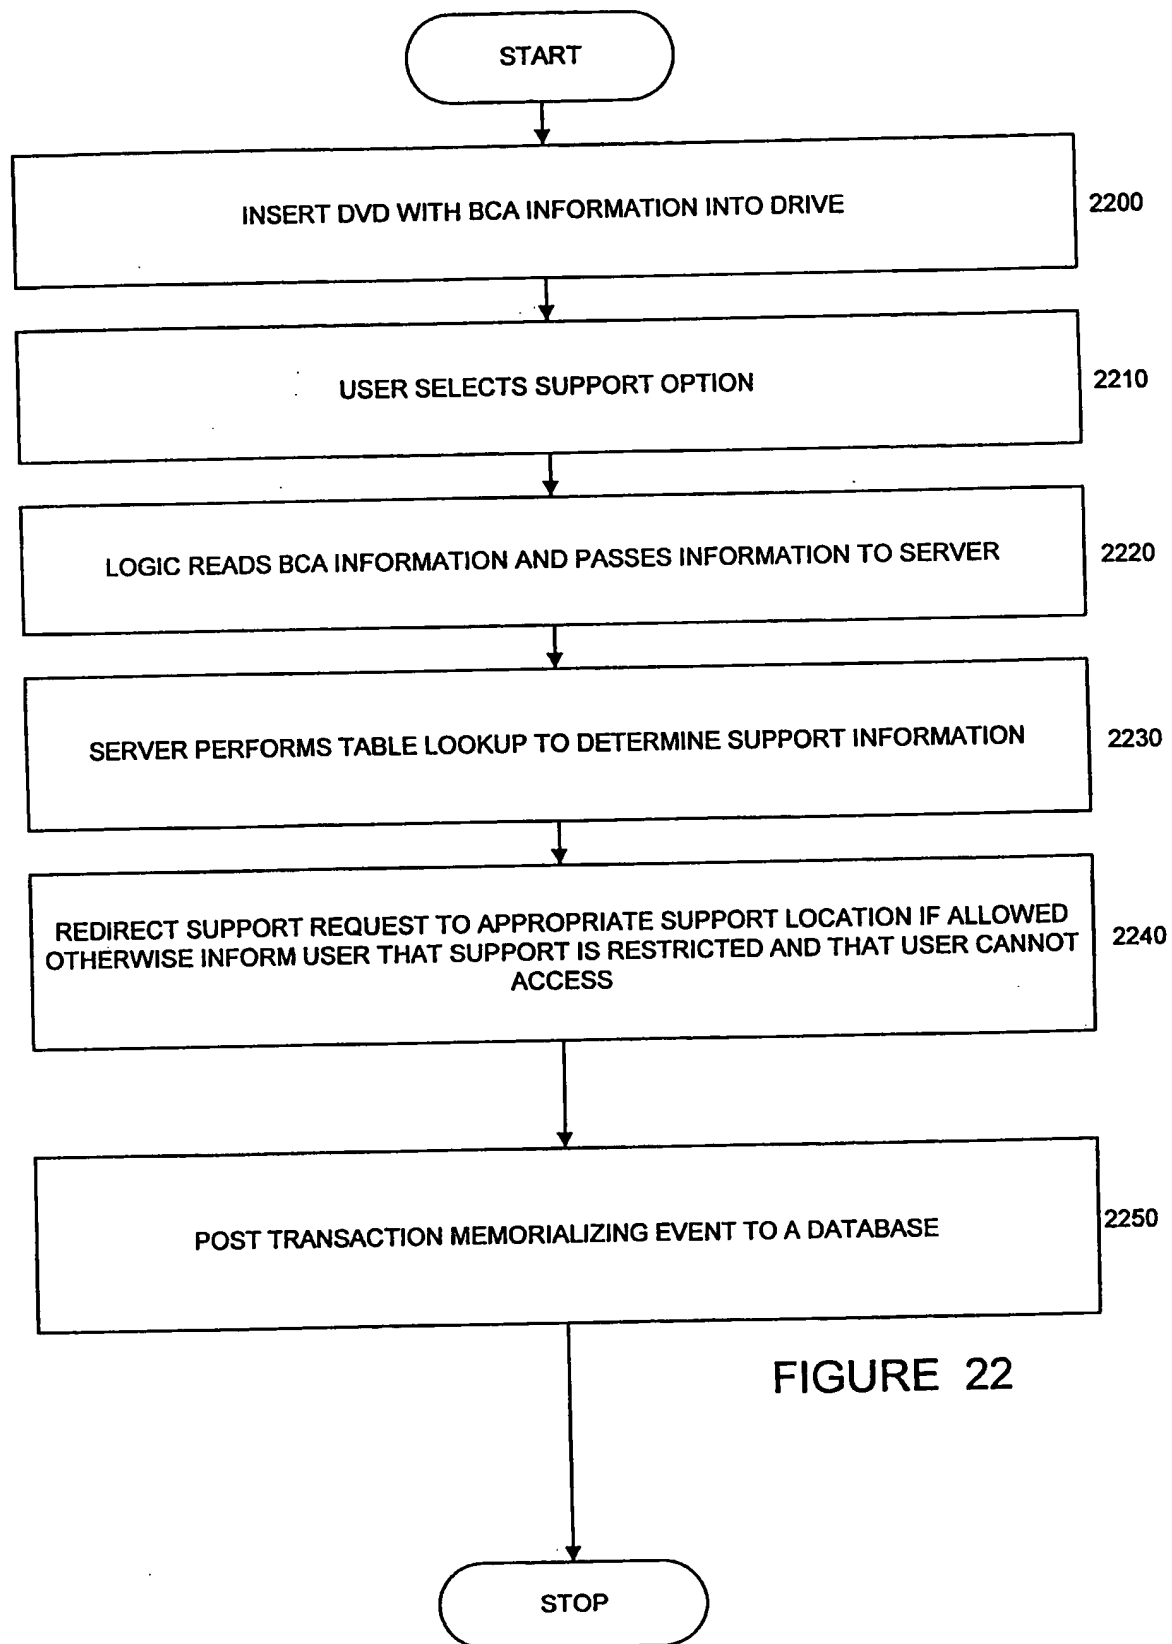 START
INSERT DVD WITH BCA INFORMATION INTO DRIVE
2200
USER SELECTS SUPPORT OPTION
2210
LOGIC READS BCA INFORMATION AND PASSES INFORMATION TO SERVER
2220
SERVER PERFORMS TABLE LOOKUP TO DETERMINE SUPPORT INFORMATION
2230
REDIRECT SUPPORT REQUEST TO APPROPRIATE SUPPORT LOCATION IF ALLOWED
OTHERWISE INFORM USER THAT SUPPORT IS RESTRICTED AND THAT USER CANNOT
ACCESS
2240
POST TRANSACTION MEMORIALIZING EVENT TO A DATABASE
2250
FIGURE 22
STOP